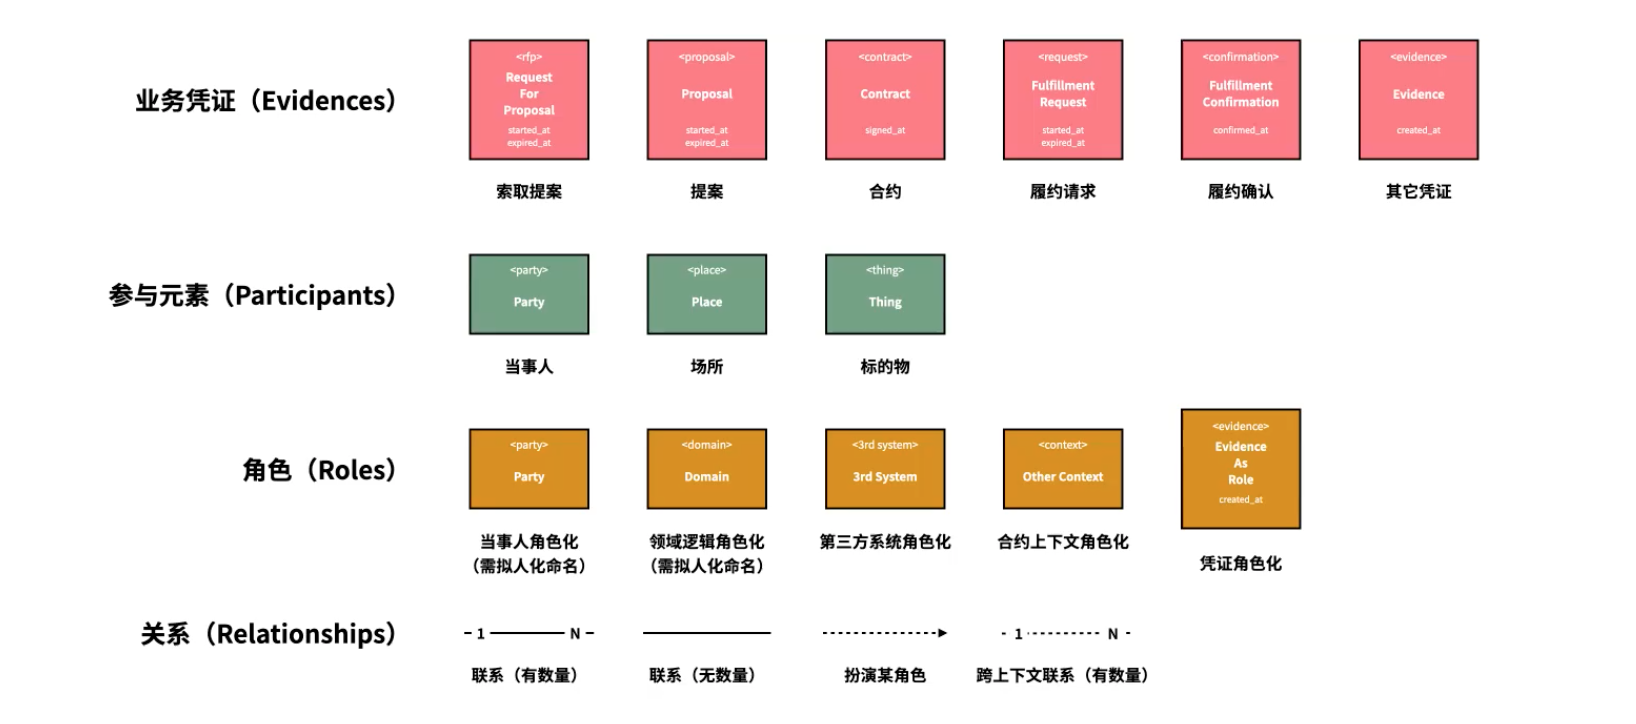 业务凭证（Evidences）
<rfp>
Request
For
Proposal
started_at
expired_at
索取提案
<proposal>
Proposal
started_at
expired_at
提案
<contract>
Contract
signed_at
合约
<request>
Fulfillment
Request
started_at
expired_at
履约请求
<confirmation>
Fulfillment
Confirmation
confirmed_at
履约确认
<evidence>
Evidence
created_at
其它凭证
参与元素（Participants）
<party>
Party
当事人
<place>
Place
场所
<thing>
Thing
标的物
角色（Roles）
<party>
Party
当事人角色化
（需拟人化命名）
<domain>
Domain
领域逻辑角色化
（需拟人化命名）
<3rd system>
3rd System
第三方系统角色化
<context>
Other Context
合约上下文角色化
<evidence>
Evidence
As
Role
created_at
凭证角色化
关系（Relationships）
1 N
联系（有数量）
联系（无数量）
扮演某角色
1 N
跨上下文联系（有数量）